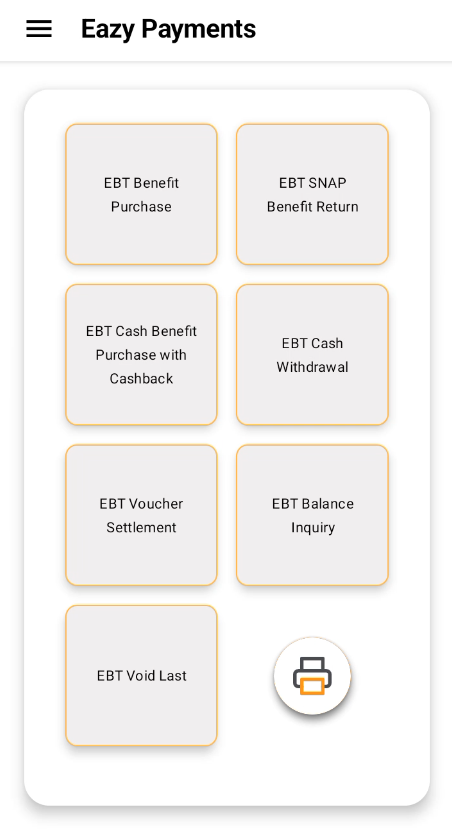 Eazy Payments
EBT Benefit
Purchase
EBT SNAP
Benefit Return
EBT Cash Benefit
Purchase with
Cashback
EBT Cash
Withdrawal
EBT Voucher
Settlement
EBT Balance
Inquiry
EBT Void Last